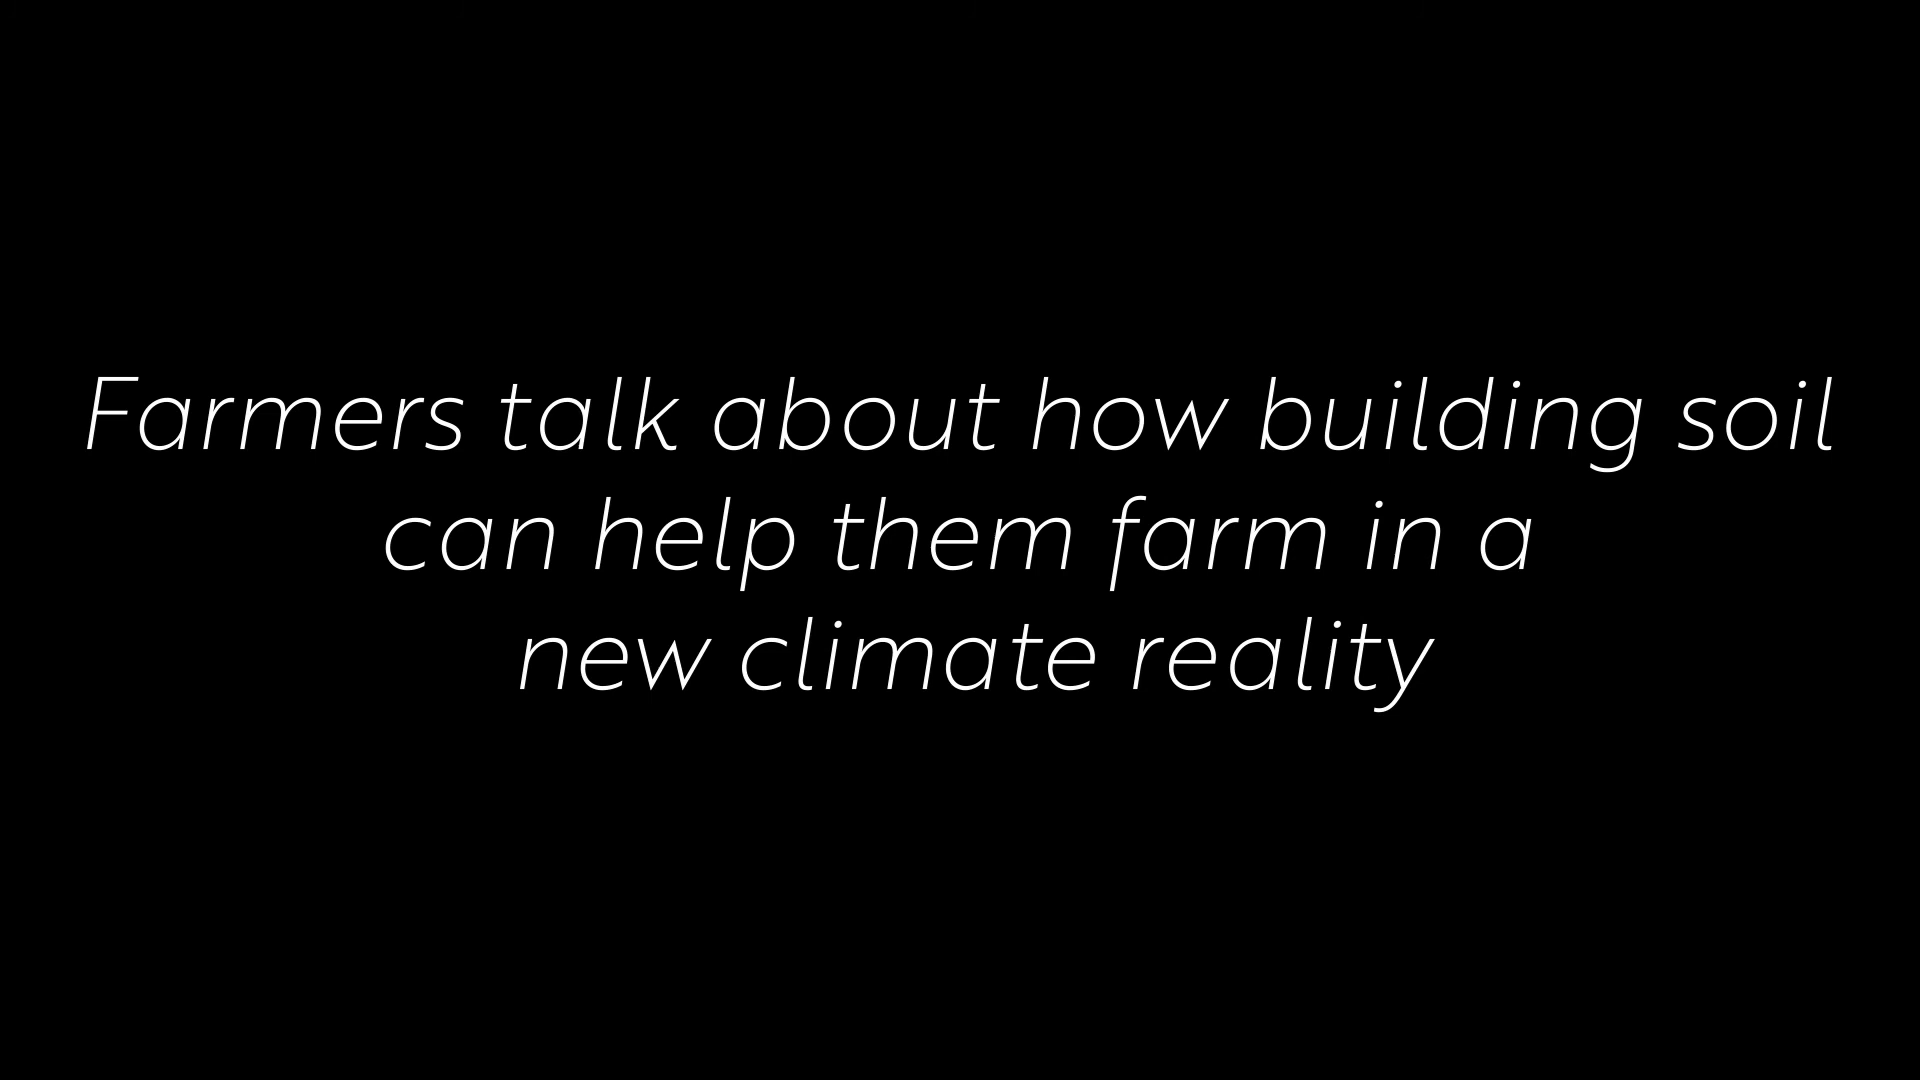 Farmers talk about how building soil
can help them farm in a
new climate reality